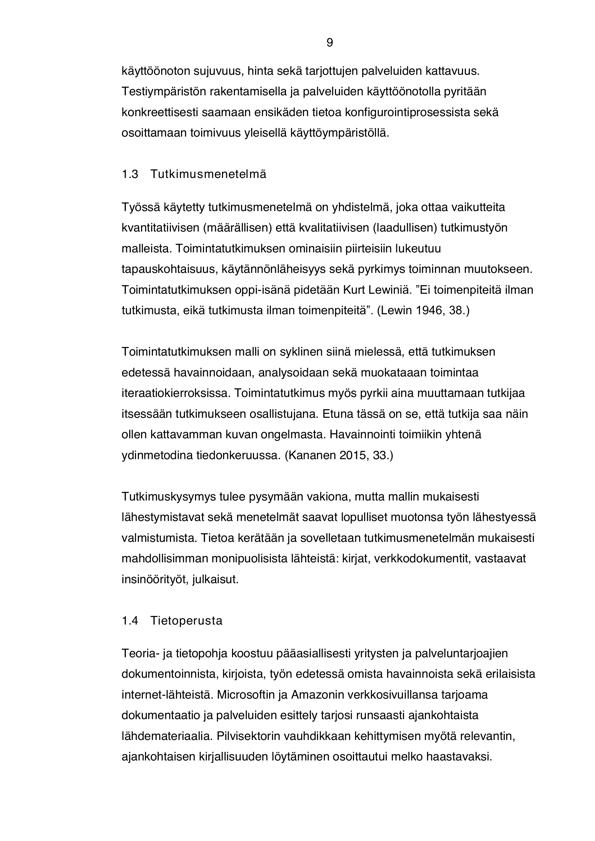 9
käyttöönoton sujuvuus, hinta sekä tarjottujen palveluiden kattavuus.
Testiympäristön rakentamisella ja palveluiden käyttöönotolla pyritään
konkreettisesti saamaan ensikäden tietoa konfigurointiprosessista sekä
osoittamaan toimivuus yleisellä käyttöympäristöllä.
1.3 Tutkimusmenetelmä
Työssä käytetty tutkimusmenetelmä on yhdistelmä, joka ottaa vaikutteita
kvantitatiivisen (määrällisen) että kvalitatiivisen (laadullisen) tutkimustyön
malleista. Toimintatutkimuksen ominaisiin piirteisiin lukeutuu
tapauskohtaisuus, käytännönläheisyys sekä pyrkimys toiminnan muutokseen.
Toimintatutkimuksen oppi-isänä pidetään Kurt Lewiniä. ”Ei toimenpiteitä ilman
tutkimusta, eikä tutkimusta ilman toimenpiteitä”. (Lewin 1946, 38.)
Toimintatutkimuksen malli on syklinen siinä mielessä, että tutkimuksen
edetessä havainnoidaan, analysoidaan sekä muokataaan toimintaa
iteraatiokierroksissa. Toimintatutkimus myös pyrkii aina muuttamaan tutkijaa
itsessään tutkimukseen osallistujana. Etuna tässä on se, että tutkija saa näin
ollen kattavamman kuvan ongelmasta. Havainnointi toimiikin yhtenä
ydinmetodina tiedonkeruussa. (Kananen 2015, 33.)
Tutkimuskysymys tulee pysymään vakiona, mutta mallin mukaisesti
lähestymistavat sekä menetelmät saavat lopulliset muotonsa työn lähestyessä
valmistumista. Tietoa kerätään ja sovelletaan tutkimusmenetelmän mukaisesti
mahdollisimman monipuolisista lähteistä: kirjat, verkkodokumentit, vastaavat
insinöörityöt, julkaisut.
1.4 Tietoperusta
Teoria- ja tietopohja koostuu pääasiallisesti yritysten ja palveluntarjoajien
dokumentoinnista, kirjoista, työn edetessä omista havainnoista sekä erilaisista
internet-lähteistä. Microsoftin ja Amazonin verkkosivuillansa tarjoama
dokumentaatio ja palveluiden esittely tarjosi runsaasti ajankohtaista
lähdemateriaalia. Pilvisektorin vauhdikkaan kehittymisen myötä relevantin,
ajankohtaisen kirjallisuuden löytäminen osoittautui melko haastavaksi.